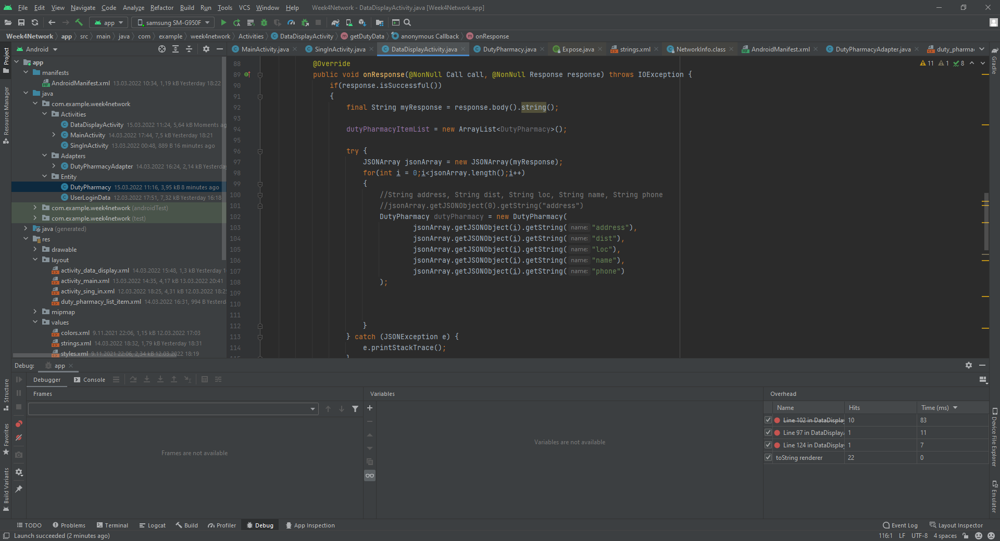 File Edit View Navigate Code Analyze Refactor Build Run Tools VCS Window Help Week4Network - DataDisplayActivity.java [Week4Network.app]
app samsung SM-G950F
Week4Network app src main java com example week4network Activities DataDisplayActivity getDutyData anonymous Callback onResponse
Android
MainActivity.java SingInActivity.java DataDisplayActivity.java DutyPharmacy.java Expose.java strings.xml NetworkInfo.class AndroidManifest.xml DutyPharmacyAdapter.java duty_pharma
Project
Resource Manager
Structure
Favorites
Build Variants
app
manifests
AndroidManifest.xml 13.03.2022 10:34, 1,19 kB Yesterday 18:22
java
com.example.week4network
Activities
DataDisplayActivity 15.03.2022 11:24, 5,64 kB Moments ag
MainActivity 14.03.2022 17:44, 7,5 kB Yesterday 18:21
SingInActivity 13.03.2022 00:48, 889 B 16 minutes ago
Adapters
DutyPharmacyAdapter 14.03.2022 16:24, 2,14 kB Yesterda
Entity
DutyPharmacy 15.03.2022 11:16, 3,95 kB 8 minutes ago
UserLoginData 12.03.2022 17:51, 7,32 kB Yesterday 16:18
com.example.week4network (androidTest)
com.example.week4network (test)
java (generated)
res
drawable
layout
activity_data_display.xml 14.03.2022 15:48, 1,3 kB Yesterday 1
activity_main.xml 13.03.2022 14:35, 4,17 kB 13.03.2022 20:41
activity_sing_in.xml 12.03.2022 18:25, 4,31 kB 12.03.2022 18:2
duty_pharmacy_list_item.xml 14.03.2022 16:31, 994 B Yesterd
mipmap
values
colors.xml 9.11.2021 22:06, 1,15 kB 12.03.2022 17:03
strings.xml 14.03.2022 18:32, 1,79 kB Yesterday 18:31
styles.xml 9.11.2021 22:06, 2,34 kB 12.03.2022 18:19
11 1 8
88 @Override
89 public void onResponse(@NonNull Call call, @NonNull Response response) throws IOException {
90 if(response.isSuccessful())
91 {
92 final String myResponse = response.body().string();
93
94 dutyPharmacyItemList = new ArrayList<DutyPharmacy>();
95
96 try {
97 JSONArray jsonArray = new JSONArray(myResponse);
98 for(int i = 0;i<jsonArray.length();i++)
99 {
100 //String address, String dist, String loc, String name, String phone
101 //jsonArray.getJSONObject(0).getString("address")
102 DutyPharmacy dutyPharmacy = new DutyPharmacy(
103 jsonArray.getJSONObject(i).getString( name: "address"),
104 jsonArray.getJSONObject(i).getString( name: "dist"),
105 jsonArray.getJSONObject(i).getString( name: "loc"),
106 jsonArray.getJSONObject(i).getString( name: "name"),
107 jsonArray.getJSONObject(i).getString( name: "phone")
108 );
109
110
111
112 }
113 } catch (JSONException e) {
114 e.printStackTrace();
115 }
Gradle
Device File Explorer
Emulator
Debug: app
Debugger Console
Frames
Frames are not available
Variables
Variables are not available
Overhead
Name Hits Time (ms)
Line 102 in DataDisplay 10 83
Line 97 in DataDisplay 1 11
Line 124 in DataDisplay 1 7
toString renderer 22 0
TODO Problems Terminal Logcat Build Profiler Debug App Inspection Event Log Layout Inspector
Launch succeeded (2 minutes ago) 116:1 LF UTF-8 4 spaces